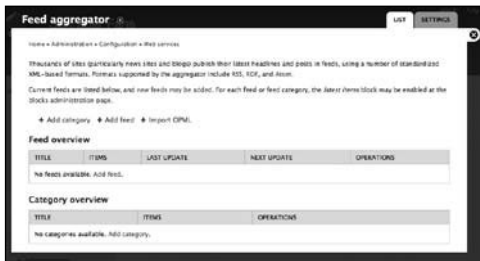 Feed aggregator
LIST SETTINGS
Home » Administration » Configuration » Web services
Thousands of sites (particularly news sites and blogs) publish their latest headlines and posts in feeds, using a number of standardized
XML-based formats. Formats supported by the aggregator include RSS, RDF, and Atom.
Current feeds are listed below, and new feeds may be added. For each feed or feed category, the latest items block may be enabled at the
blocks administration page.
+ Add category + Add feed + Import OPML
Feed overview
TITLE ITEMS LAST UPDATE NEXT UPDATE OPERATIONS
No feeds available. Add feed.
Category overview
TITLE ITEMS OPERATIONS
No categories available. Add category.